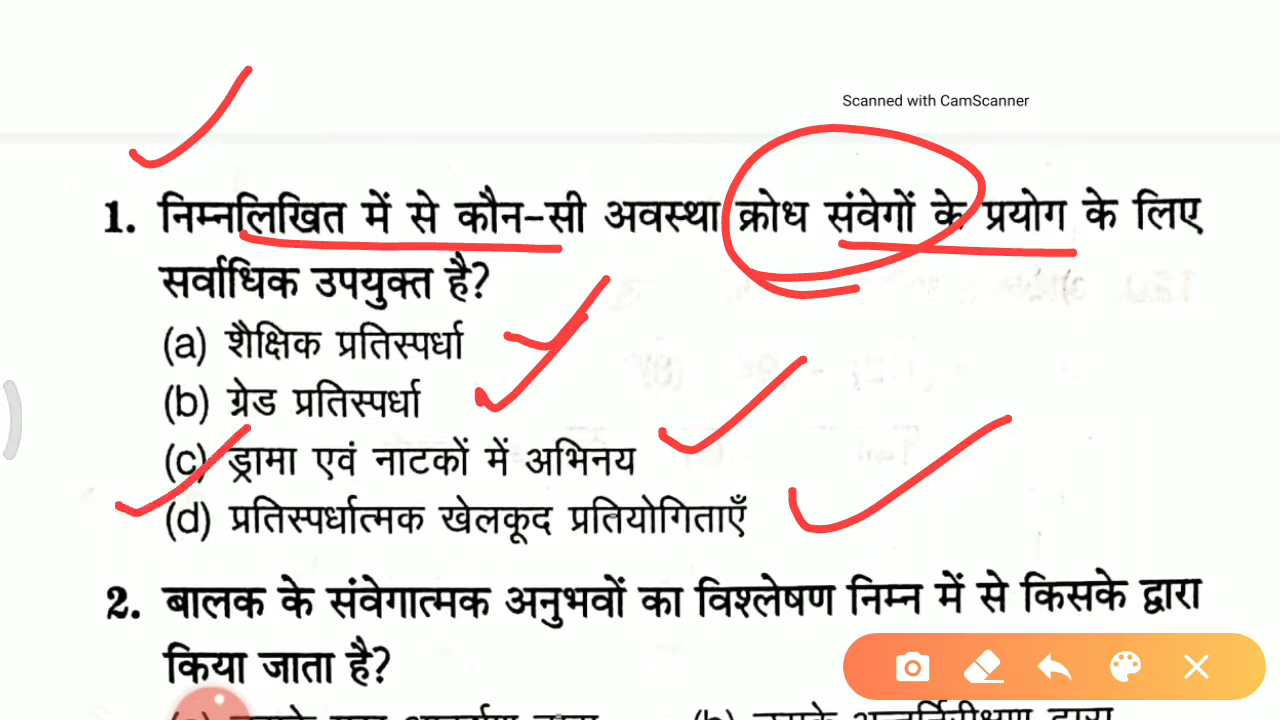 Scanned with CamScanner
1. निम्नलिखित में से कौन-सी अवस्था क्रोध संवेगों के प्रयोग के लिए
सर्वाधिक उपयुक्त है?
(a) शैक्षिक प्रतिस्पर्धा
(b) ग्रेड प्रतिस्पर्धा
(c) ड्रामा एवं नाटकों में अभिनय
(d) प्रतिस्पर्धात्मक खेलकूद प्रतियोगिताएँ
2. बालक के संवेगात्मक अनुभवों का विश्लेषण निम्न में से किसके द्वारा
किया जाता है?